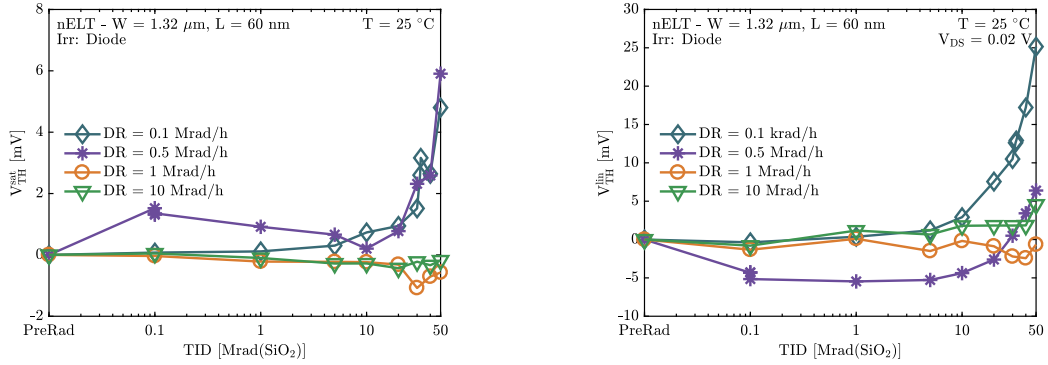 nELT - W = 1.32 μm, L = 60 nm T = 25 °C
Irr: Diode
DR = 0.1 Mrad/h
DR = 0.5 Mrad/h
DR = 1 Mrad/h
DR = 10 Mrad/h
V_TH^sat [mV]
8
6
4
2
0
-2
PreRad 0.1 1 10 50
TID [Mrad(SiO₂)]
nELT - W = 1.32 μm, L = 60 nm T = 25 °C
Irr: Diode V_DS = 0.02 V
DR = 0.1 krad/h
DR = 0.5 Mrad/h
DR = 1 Mrad/h
DR = 10 Mrad/h
V_TH^lin [mV]
30
25
20
15
10
5
0
-5
-10
PreRad 0.1 1 10 50
TID [Mrad(SiO₂)]